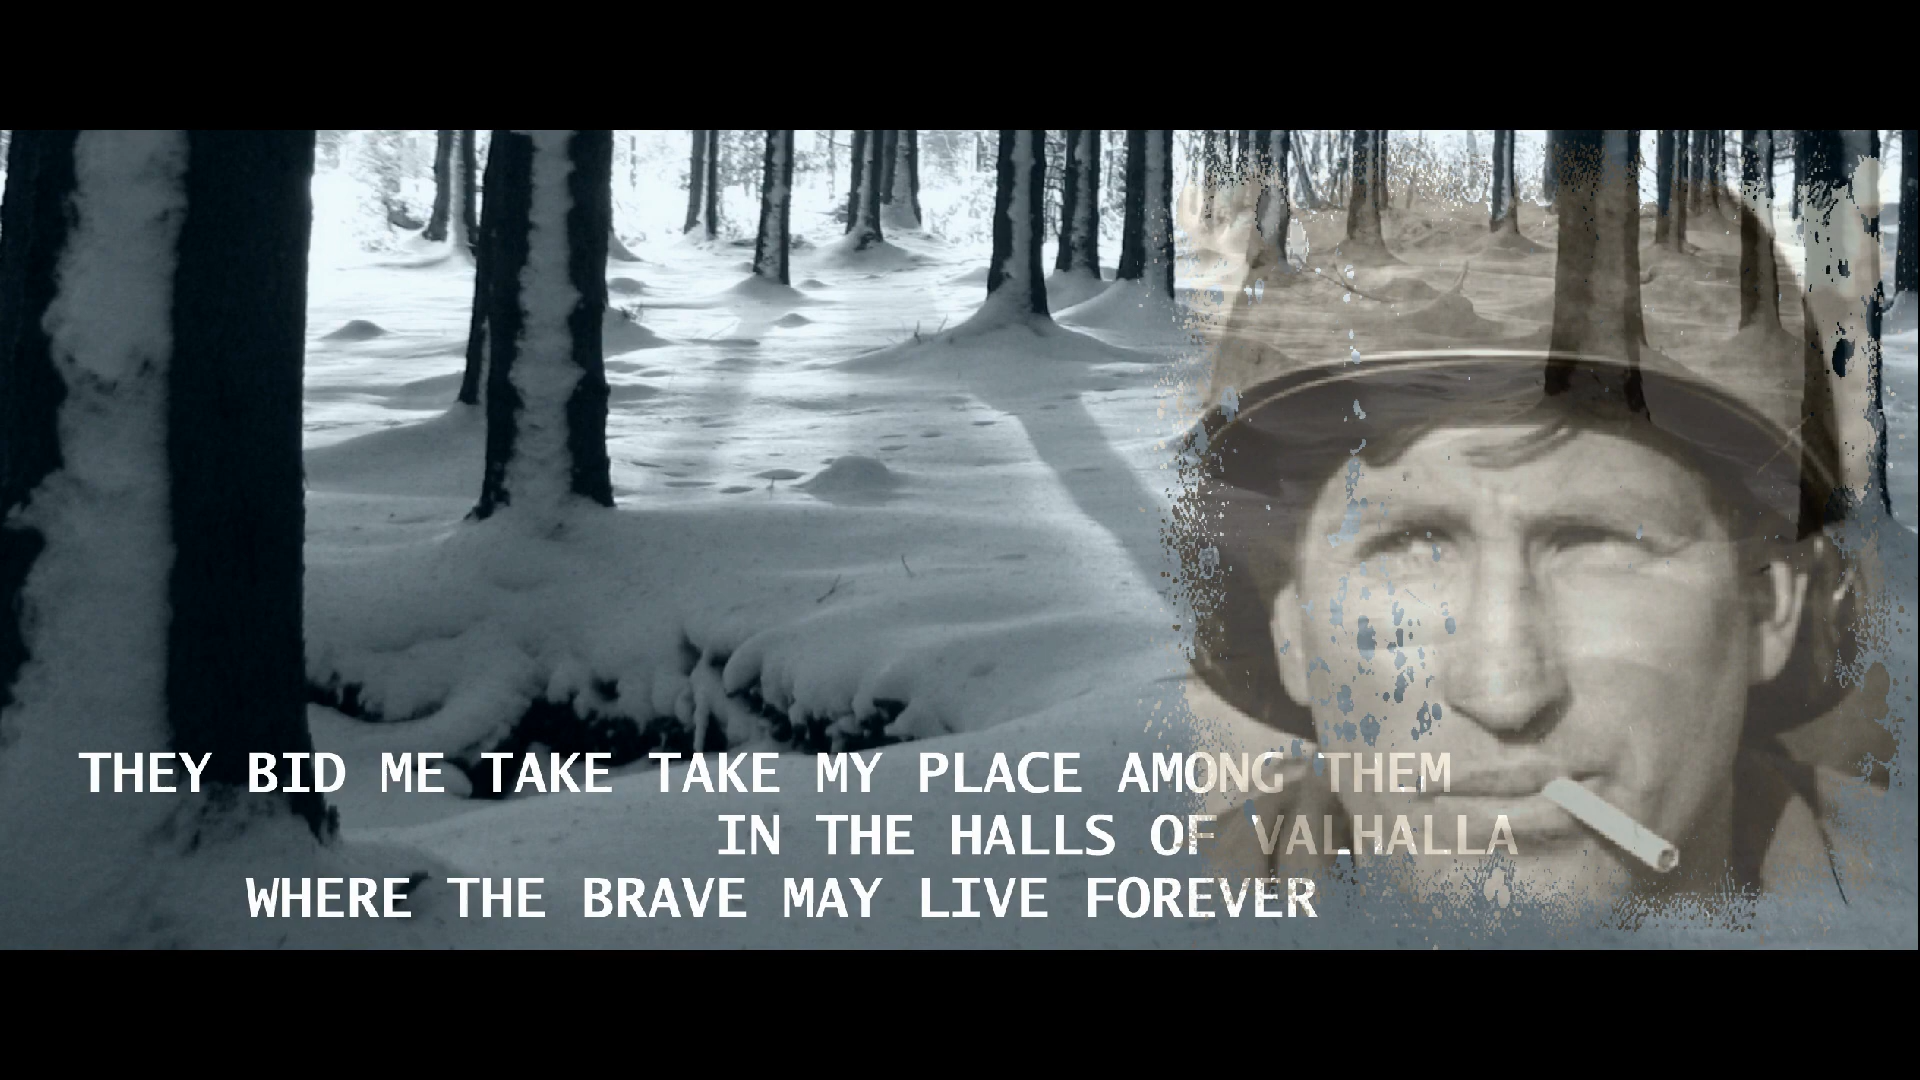 THEY BID ME TAKE TAKE MY PLACE AMONG THEM
IN THE HALLS OF VALHALLA
WHERE THE BRAVE MAY LIVE FOREVER